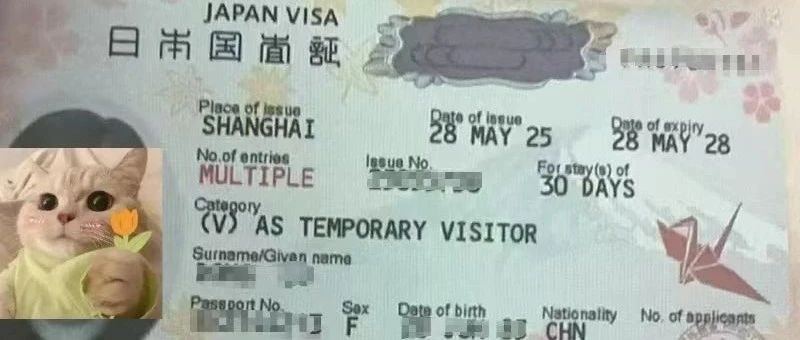 JAPAN VISA
日本国査証
Place of issue Date of issue Date of expiry
SHANGHAI 28 MAY 25 28 MAY 28
No.of entries Issue No. For stay(s) of
MULTIPLE 30 DAYS
Category
(V) AS TEMPORARY VISITOR
Surname/Given name
Passport No. Sex Date of birth Nationality No. of applicants
F CHN